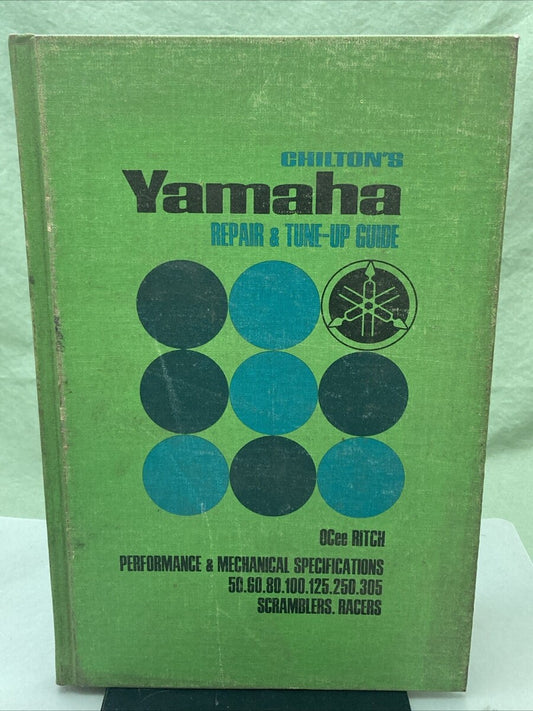 CHILTON'S
Yamaha
REPAIR & TUNE-UP GUIDE
OCee RITCH
PERFORMANCE & MECHANICAL SPECIFICATIONS
50.60.80.100.125.250.305
SCRAMBLERS. RACERS